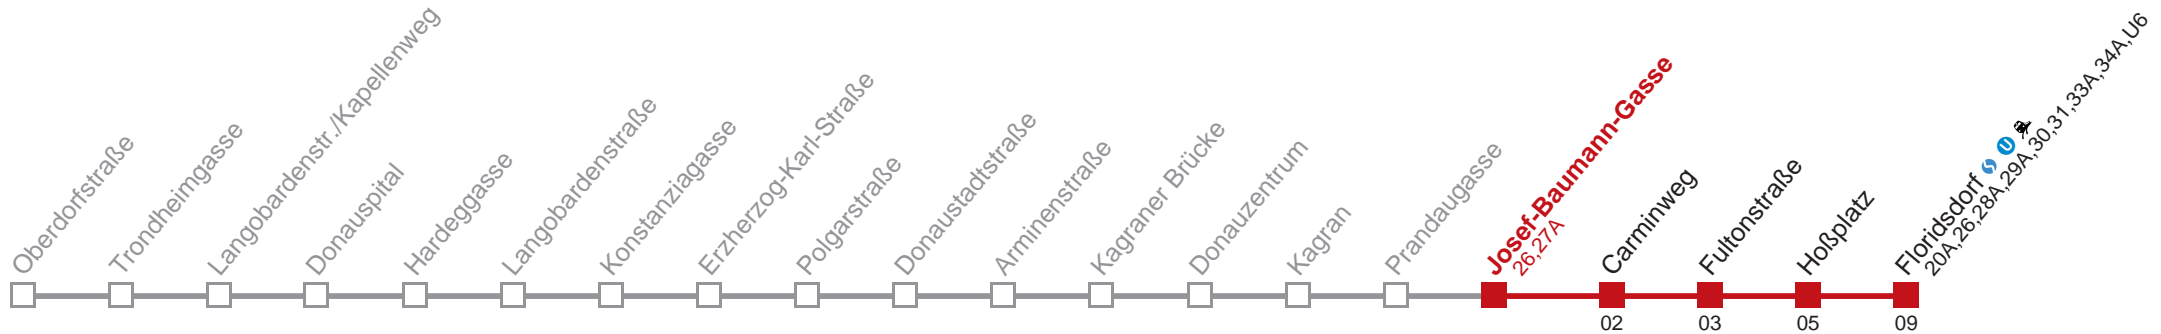 Oberdorfstraße
Trondheimgasse
Langobardenstr./Kapellenweg
Donauspital
Hardeggasse
Langobardenstraße
Konstanziagasse
Erzherzog-Karl-Straße
Polgarstraße
Donaustadtstraße
Arminenstraße
Kagraner Brücke
Donauzentrum
Kagran
Prandaugasse
Josef-Baumann-Gasse
26,27A
Carminweg
Fultonstraße
Hoßplatz
Floridsdorf S U
20A,26,28A,29A,30,31,33A,34A,U6
02 03 05 09